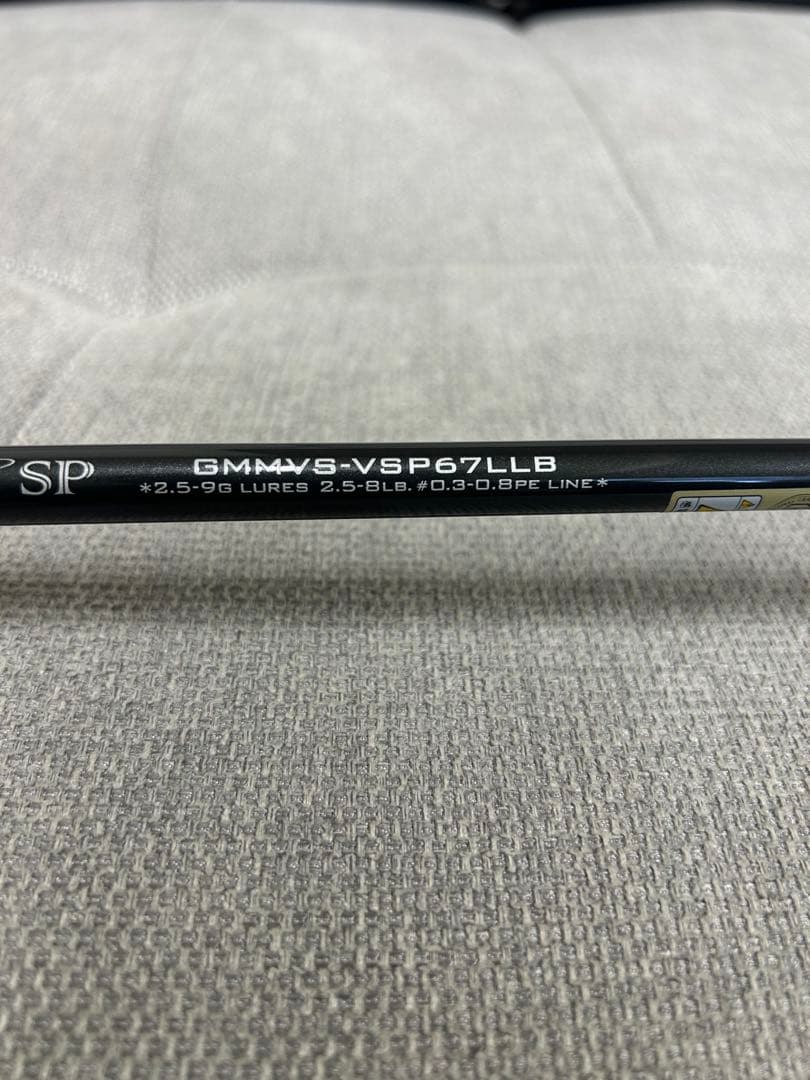 SP
GMMVS-VSP67LLB
*2.5-9G LURES 2.5-8LB. #0.3-0.8PE LINE*